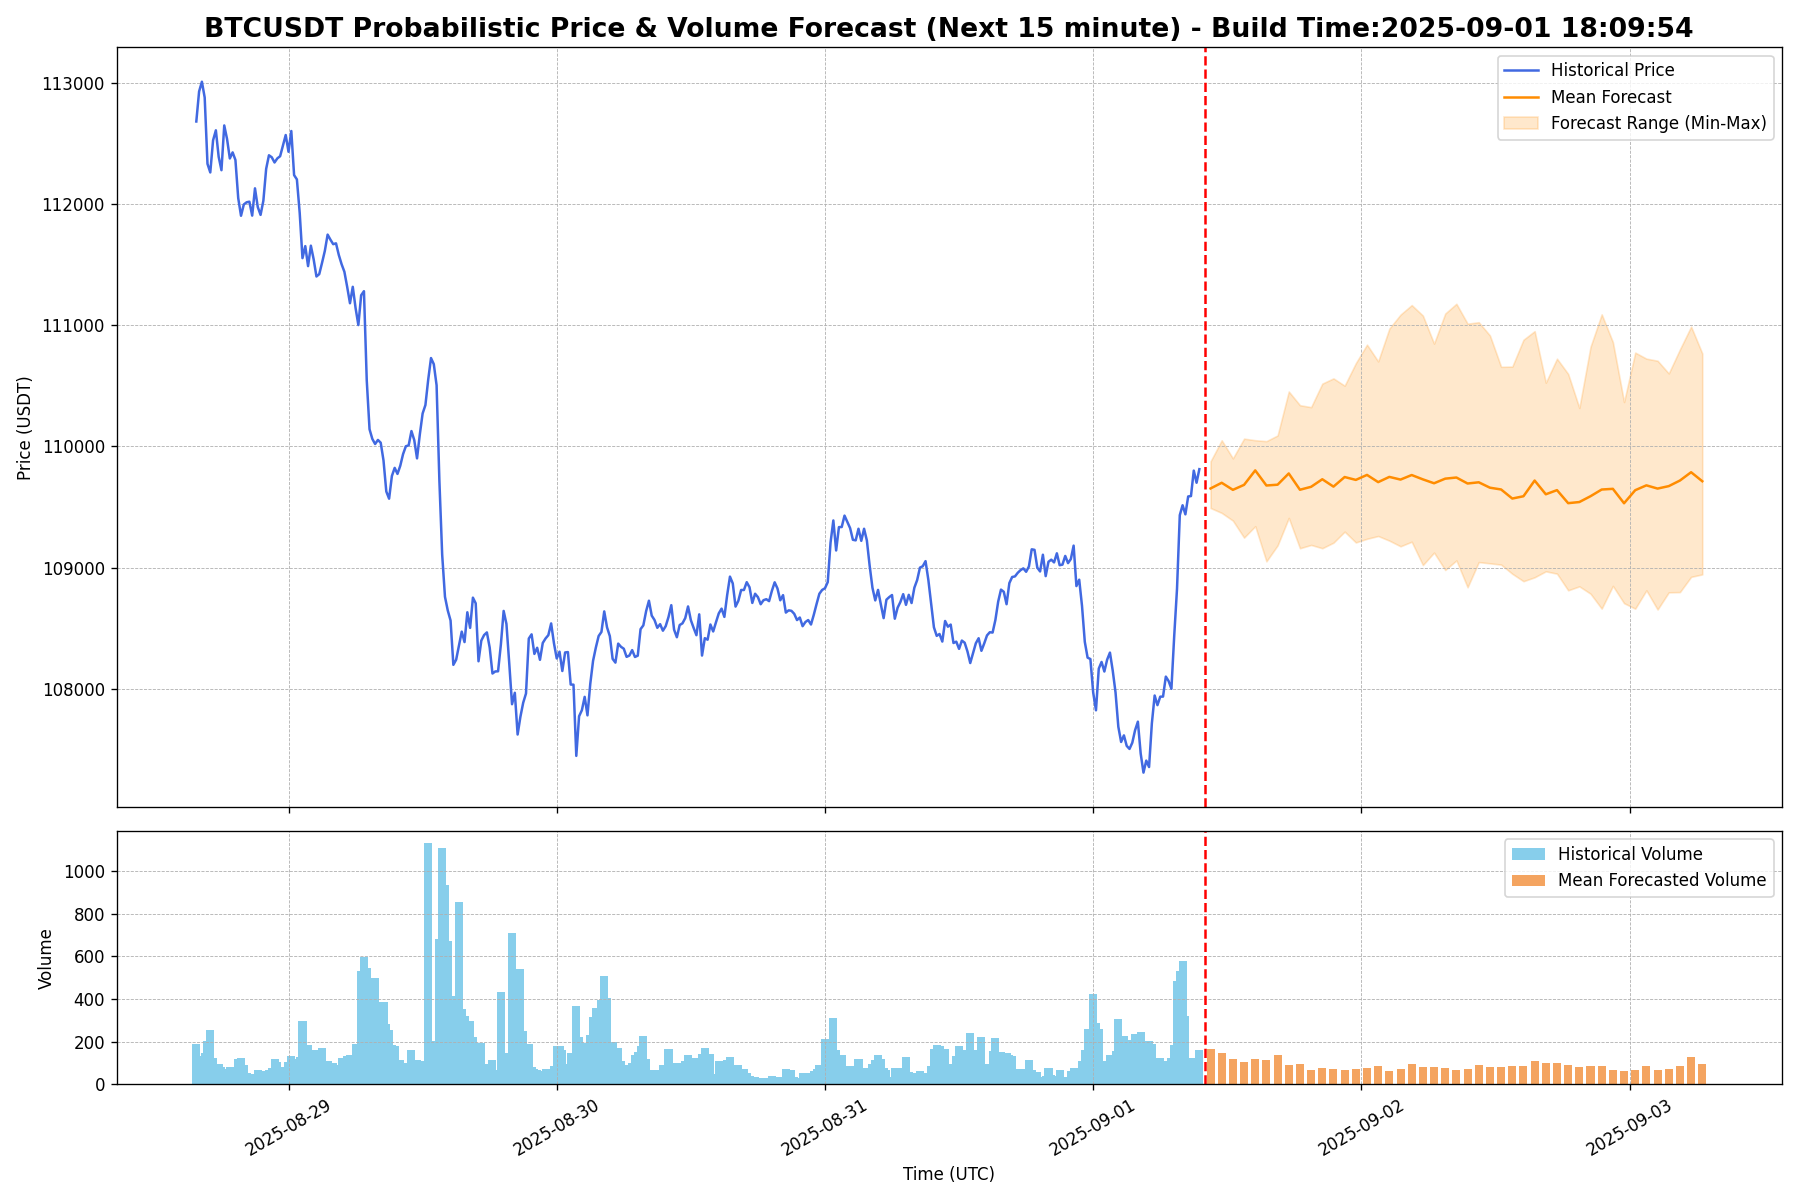 BTCUSDT Probabilistic Price & Volume Forecast (Next 15 minute) - Build Time:2025-09-01 18:09:54
Historical Price
Mean Forecast
Forecast Range (Min-Max)
113000
112000
111000
110000
109000
108000
Price (USDT)
Historical Volume
Mean Forecasted Volume
1000
800
600
400
200
0
Volume
2025-08-29
2025-08-30
2025-08-31
2025-09-01
2025-09-02
2025-09-03
Time (UTC)